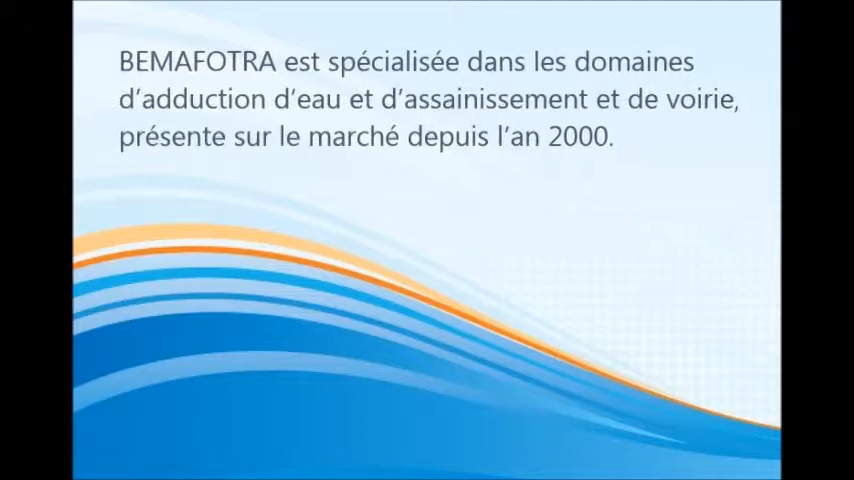 BEMAFOTRA est spécialisée dans les domaines
d’adduction d’eau et d’assainissement et de voirie,
présente sur le marché depuis l’an 2000.